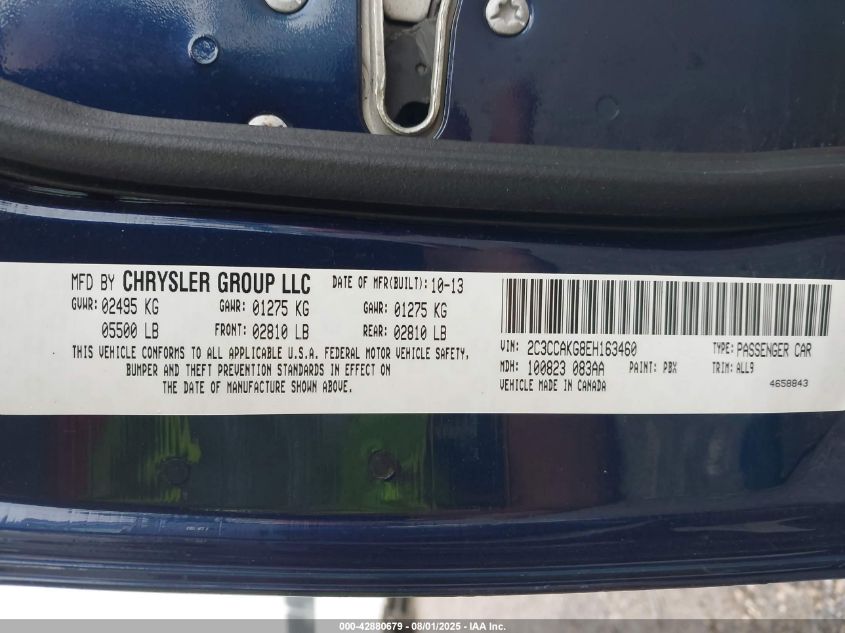 MFD BY CHRYSLER GROUP LLC DATE OF MFR(BUILT): 10-13
GVWR: 02495 KG GAWR: 01275 KG GAWR: 01275 KG
05500 LB FRONT: 02810 LB REAR: 02810 LB
THIS VEHICLE CONFORMS TO ALL APPLICABLE U.S.A. FEDERAL MOTOR VEHICLE SAFETY,
BUMPER AND THEFT PREVENTION STANDARDS IN EFFECT ON
THE DATE OF MANUFACTURE SHOWN ABOVE.
VIN: 2C3CCAKG8EH163460 TYPE: PASSENGER CAR
MDH: 100823 083AA PAINT: PBX TRIM: ALL9
VEHICLE MADE IN CANADA 4658843
000-42880679 - 08/01/2025 - IAA Inc.